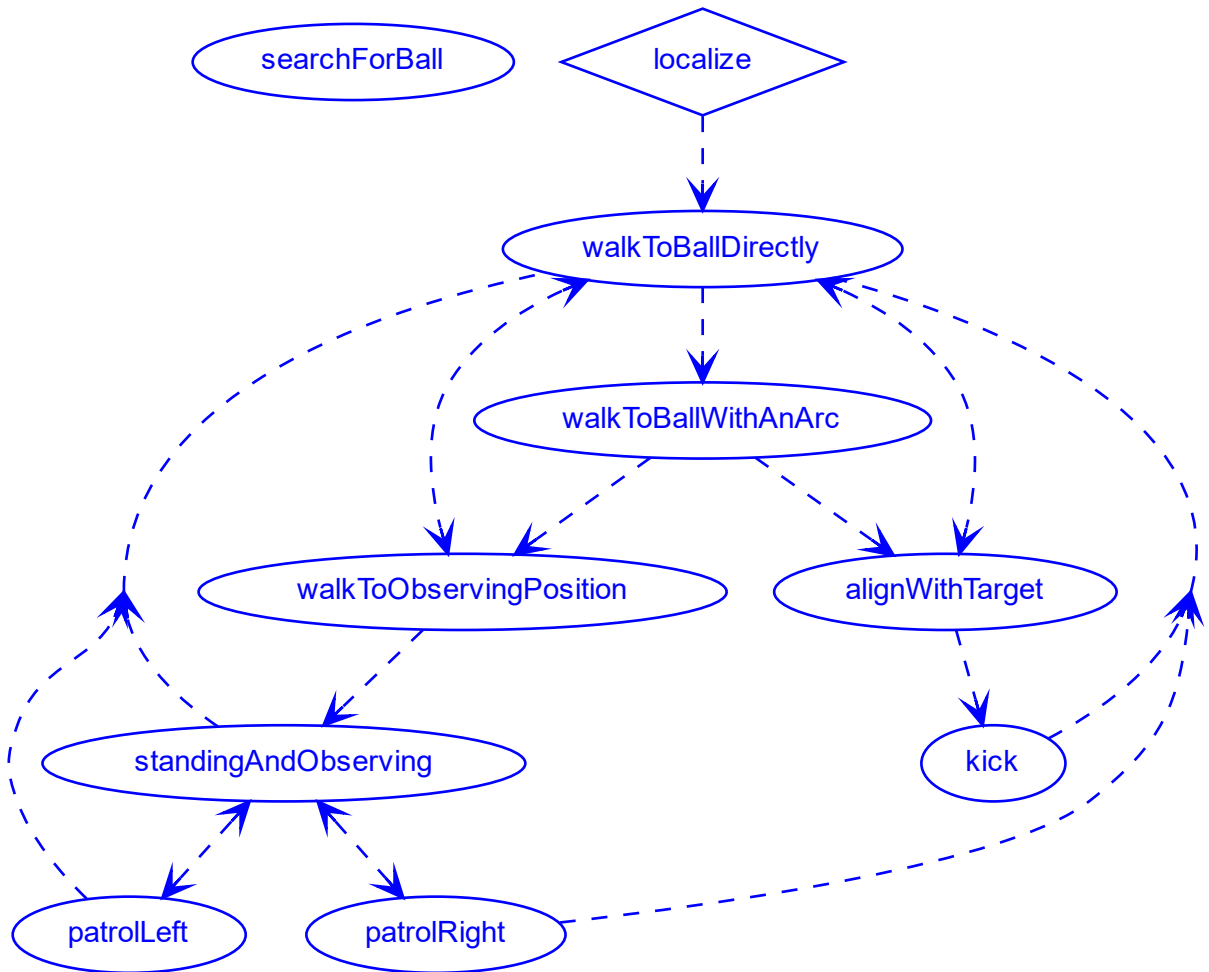 searchForBall
localize
walkToBallDirectly
walkToBallWithAnArc
walkToObservingPosition
alignWithTarget
standingAndObserving
kick
patrolLeft
patrolRight